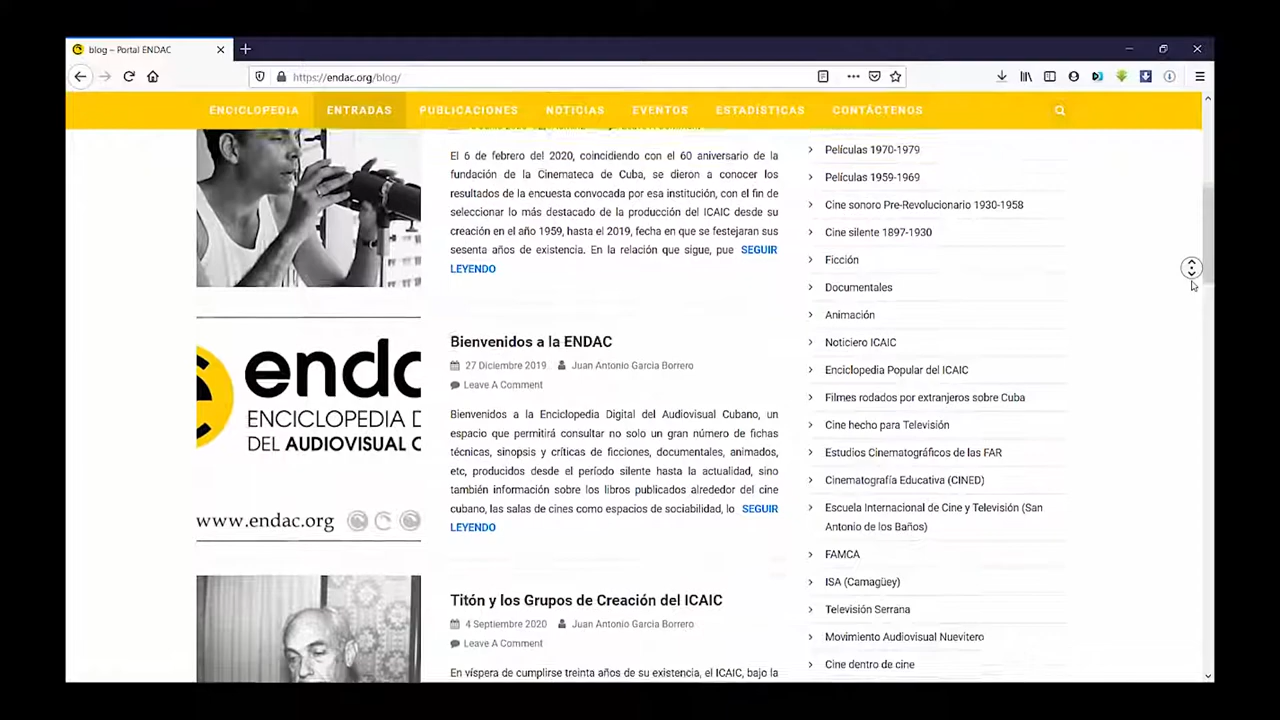 blog – Portal ENDAC
https://endac.org/blog/
ENCICLOPEDIA ENTRADAS PUBLICACIONES NOTICIAS EVENTOS ESTADÍSTICAS CONTÁCTENOS
El 6 de febrero del 2020, coincidiendo con el 60 aniversario de la
fundación de la Cinemateca de Cuba, se dieron a conocer los
resultados de la encuesta convocada por esa institución, con el fin de
seleccionar lo más destacado de la producción del ICAIC desde su
creación en el año 1959, hasta el 2019, fecha en que se festejaran sus
sesenta años de existencia. En la relación que sigue, pue SEGUIR
LEYENDO
endc
ENCICLOPEDIA D
DEL AUDIOVISUAL C
www.endac.org
Bienvenidos a la ENDAC
27 Diciembre 2019 Juan Antonio Garcia Borrero
Leave A Comment
Bienvenidos a la Enciclopedia Digital del Audiovisual Cubano, un
espacio que permitirá consultar no solo un gran número de fichas
técnicas, sinopsis y críticas de ficciones, documentales, animados,
etc, producidos desde el período silente hasta la actualidad, sino
también información sobre los libros publicados alrededor del cine
cubano, las salas de cines como espacios de sociabilidad, lo SEGUIR
LEYENDO
Titón y los Grupos de Creación del ICAIC
4 Septiembre 2020 Juan Antonio Garcia Borrero
Leave A Comment
En víspera de cumplirse treinta años de su existencia, el ICAIC, bajo la
Películas 1970-1979
Películas 1959-1969
Cine sonoro Pre-Revolucionario 1930-1958
Cine silente 1897-1930
Ficción
Documentales
Animación
Noticiero ICAIC
Enciclopedia Popular del ICAIC
Filmes rodados por extranjeros sobre Cuba
Cine hecho para Televisión
Estudios Cinematográficos de las FAR
Cinematografía Educativa (CINED)
Escuela Internacional de Cine y Televisión (San
Antonio de los Baños)
FAMCA
ISA (Camagüey)
Televisión Serrana
Movimiento Audiovisual Nuevitero
Cine dentro de cine